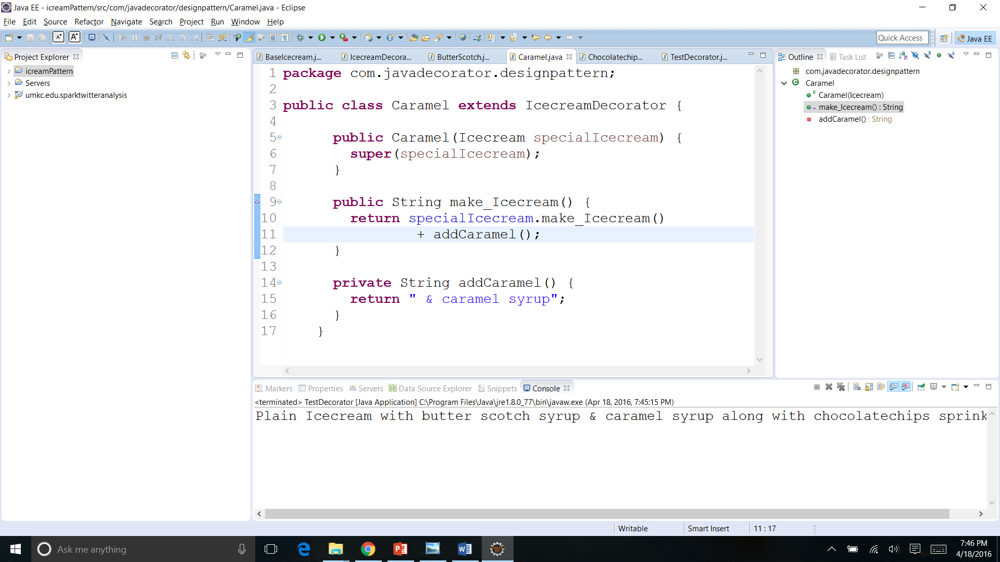 Java EE - icreamPattern/src/com/javadecorator/designpattern/Caramel.java - Eclipse
File Edit Source Refactor Navigate Search Project Run Window Help
Quick Access
Java EE
Project Explorer
icreamPattern
Servers
umkc.edu.sparktwitteranalysis
BaseIcecream.j... IcecreamDecora... ButterScotch.j... Caramel.java Chocolatechip... TestDecorator.j...
1 package com.javadecorator.designpattern;
2
3 public class Caramel extends IcecreamDecorator {
4
5 public Caramel(Icecream specialIcecream) {
6 super(specialIcecream);
7 }
8
9 public String make_Icecream() {
10 return specialIcecream.make_Icecream()
11 + addCaramel();
12 }
13
14 private String addCaramel() {
15 return " & caramel syrup";
16 }
17 }
Outline Task List
com.javadecorator.designpattern
Caramel
Caramel(Icecream)
make_Icecream() : String
addCaramel() : String
Markers Properties Servers Data Source Explorer Snippets Console
<terminated> TestDecorator [Java Application] C:\Program Files\Java\jre1.8.0_77\bin\javaw.exe (Apr 18, 2016, 7:45:15 PM)
Plain Icecream with butter scotch syrup & caramel syrup along with chocolatechips sprink
Writable Smart Insert 11 : 17
Ask me anything
7:46 PM
4/18/2016